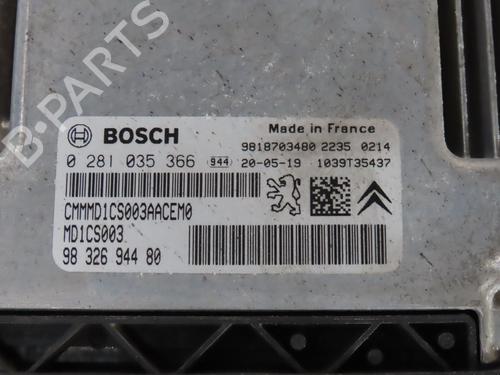 B-PARTS
BOSCH
Made in France
0 281 035 366 944
9818703480 2235 0214
20-05-19 1039T35437
CMMMD1CS003AACEM0
MD1CS003
98 326 944 80